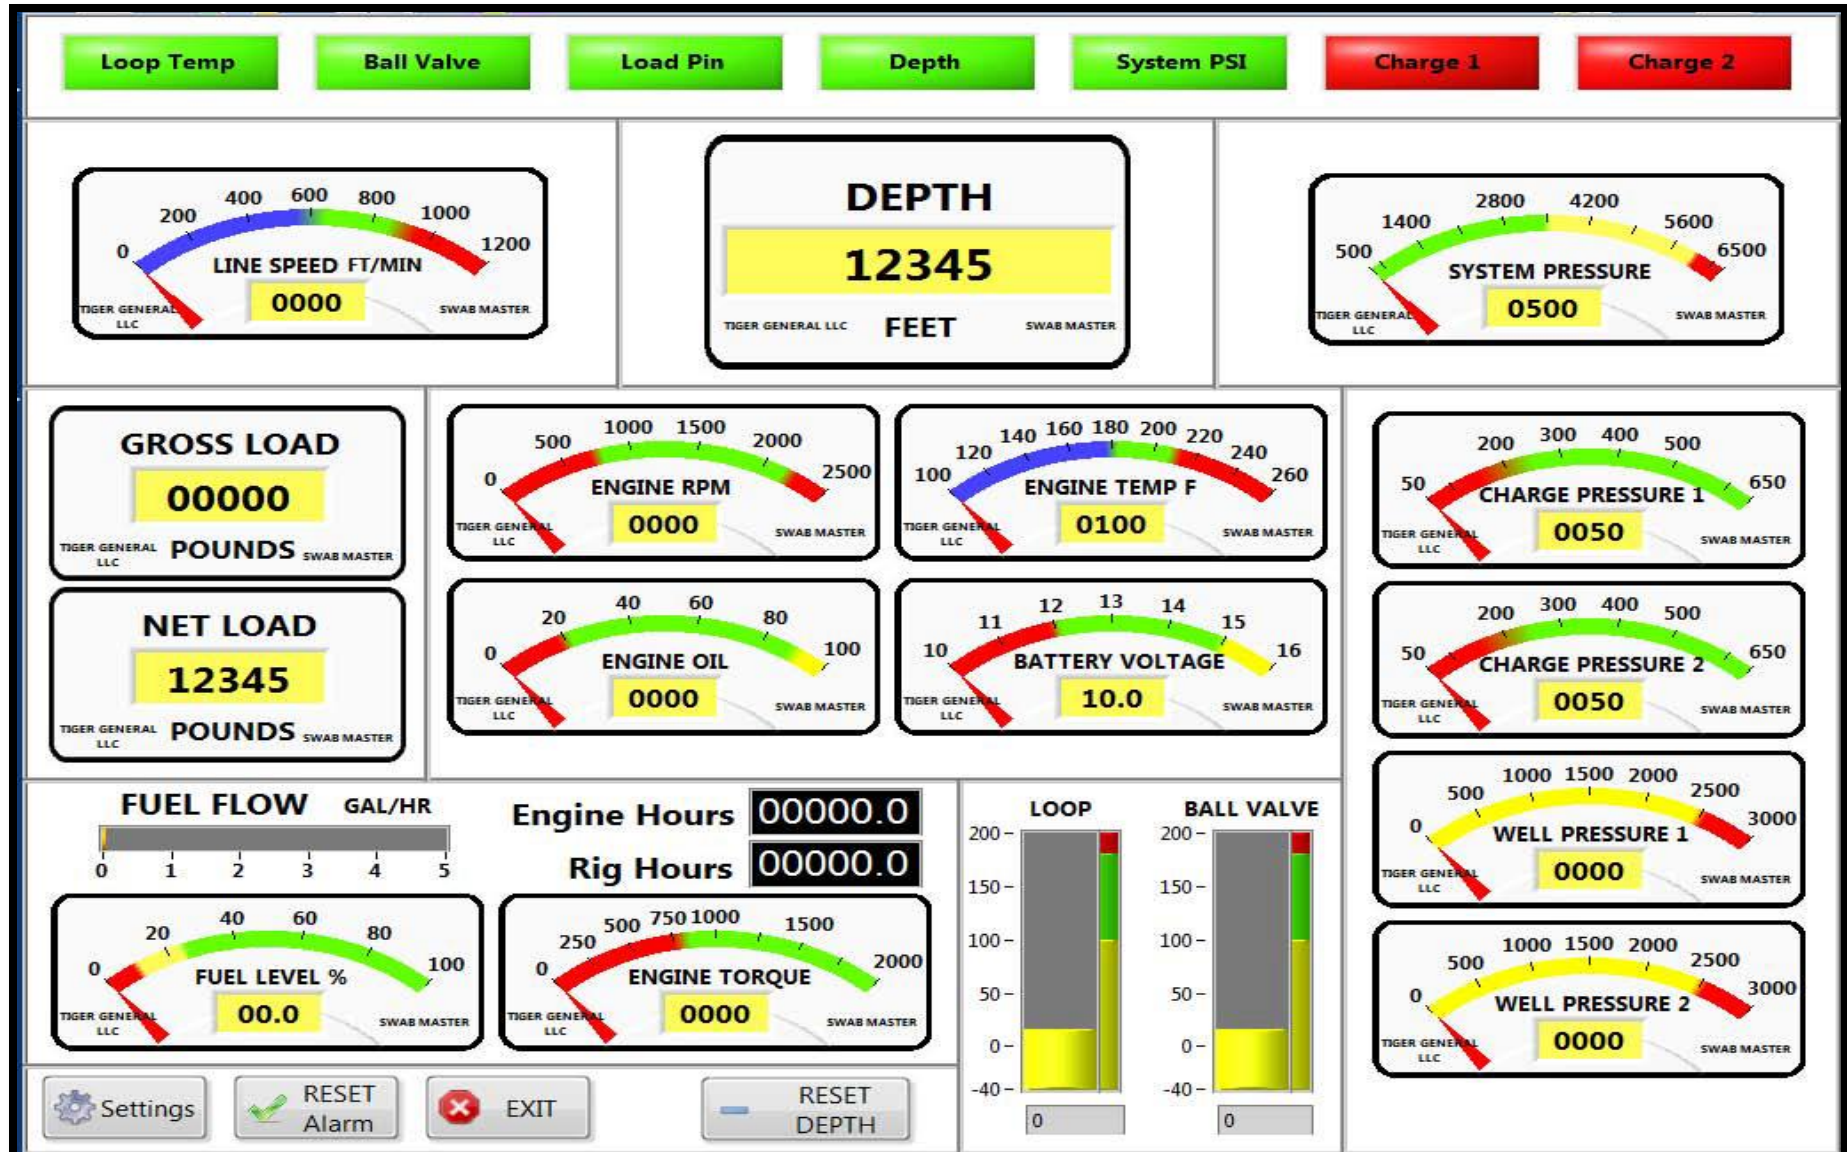 Loop Temp
Ball Valve
Load Pin
Depth
System PSI
Charge 1
Charge 2
0 200 400 600 800 1000 1200
LINE SPEED FT/MIN
0000
TIGER GENERAL
LLC
SWAB MASTER
DEPTH
12345
TIGER GENERAL LLC FEET SWAB MASTER
500 1400 2800 4200 5600 6500
SYSTEM PRESSURE
0500
TIGER GENERAL
LLC
SWAB MASTER
GROSS LOAD
00000
TIGER GENERAL
LLC
POUNDS SWAB MASTER
NET LOAD
12345
TIGER GENERAL
LLC
POUNDS SWAB MASTER
0 500 1000 1500 2000 2500
ENGINE RPM
0000
TIGER GENERAL
LLC
SWAB MASTER
100 120 140 160 180 200 220 240 260
ENGINE TEMP F
0100
TIGER GENERAL
LLC
SWAB MASTER
0 20 40 60 80 100
ENGINE OIL
0000
TIGER GENERAL
LLC
SWAB MASTER
10 11 12 13 14 15 16
BATTERY VOLTAGE
10.0
TIGER GENERAL
LLC
SWAB MASTER
50 200 300 400 500 650
CHARGE PRESSURE 1
0050
TIGER GENERAL
LLC
SWAB MASTER
50 200 300 400 500 650
CHARGE PRESSURE 2
0050
TIGER GENERAL
LLC
SWAB MASTER
0 500 1000 1500 2000 2500 3000
WELL PRESSURE 1
0000
TIGER GENERAL
LLC
SWAB MASTER
0 500 1000 1500 2000 2500 3000
WELL PRESSURE 2
0000
TIGER GENERAL
LLC
SWAB MASTER
FUEL FLOW GAL/HR
0 1 2 3 4 5
Engine Hours 00000.0
Rig Hours 00000.0
0 20 40 60 80 100
FUEL LEVEL %
00.0
TIGER GENERAL
LLC
SWAB MASTER
0 250 500 750 1000 1500 2000
ENGINE TORQUE
0000
TIGER GENERAL
LLC
SWAB MASTER
LOOP
200
150
100
50
0
-40
0
BALL VALVE
200
150
100
50
0
-40
0
Settings
RESET
Alarm
EXIT
RESET
DEPTH